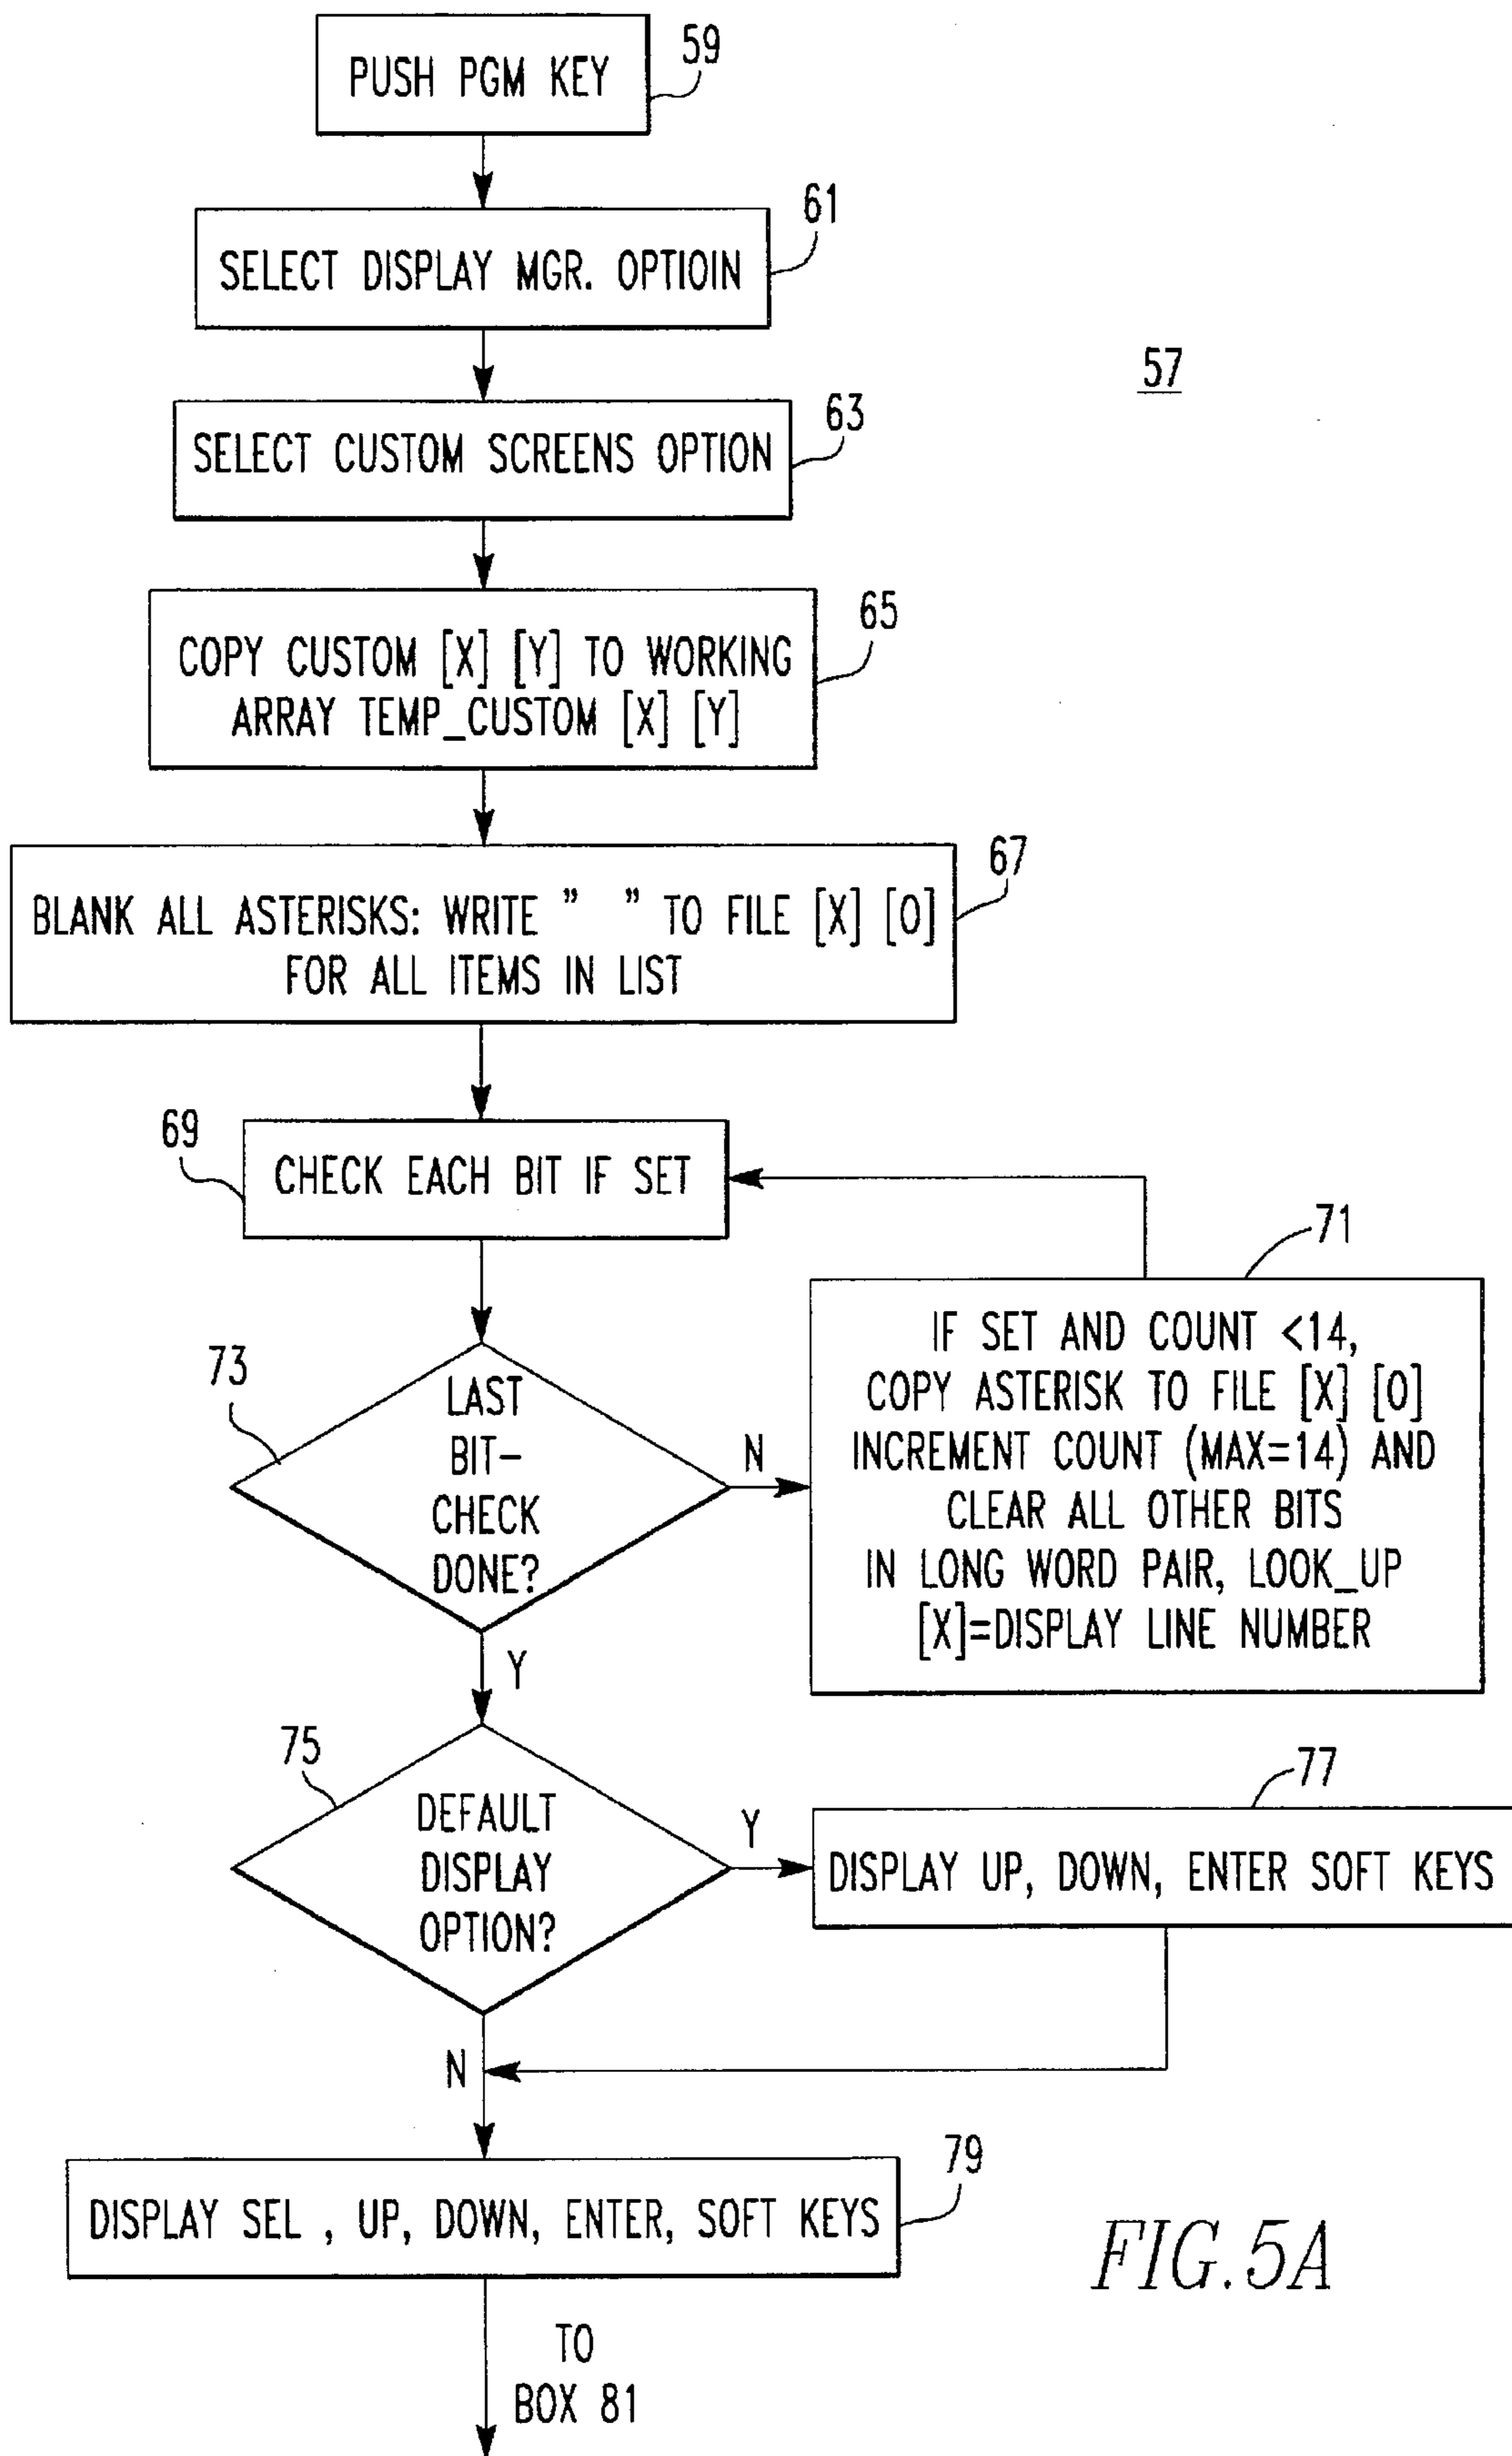 PUSH PGM KEY
59
SELECT DISPLAY MGR. OPTIOIN
61
57
SELECT CUSTOM SCREENS OPTION
63
COPY CUSTOM [X] [Y] TO WORKING
ARRAY TEMP_CUSTOM [X] [Y]
65
BLANK ALL ASTERISKS: WRITE " " TO FILE [X] [0]
FOR ALL ITEMS IN LIST
67
69
CHECK EACH BIT IF SET
71
IF SET AND COUNT <14,
COPY ASTERISK TO FILE [X] [0]
INCREMENT COUNT (MAX=14) AND
CLEAR ALL OTHER BITS
IN LONG WORD PAIR, LOOK_UP
[X]=DISPLAY LINE NUMBER
73
LAST
BIT-
CHECK
DONE?
N
Y
75
DEFAULT
DISPLAY
OPTION?
Y
77
DISPLAY UP, DOWN, ENTER SOFT KEYS
N
79
DISPLAY SEL , UP, DOWN, ENTER, SOFT KEYS
TO
BOX 81
FIG.5A